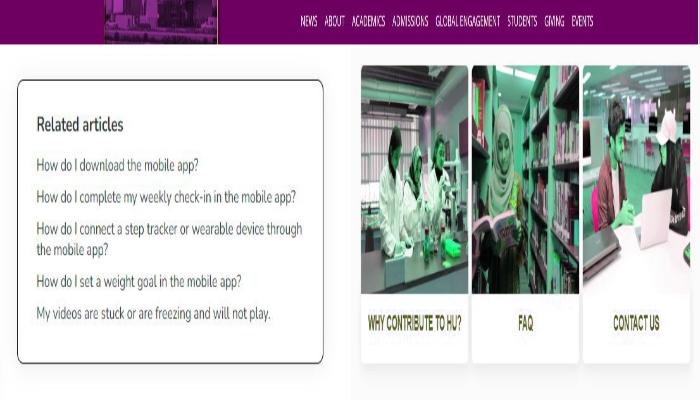 NEWS ABOUT ACADEMICS ADMISSIONS GLOBAL ENGAGEMENT STUDENTS GIVING EVENTS
Related articles
How do I download the mobile app?
How do I complete my weekly check-in in the mobile app?
How do I connect a step tracker or wearable device through
the mobile app?
How do I set a weight goal in the mobile app?
My videos are stuck or are freezing and will not play.
WHY CONTRIBUTE TO HU?
FAQ
CONTACT US